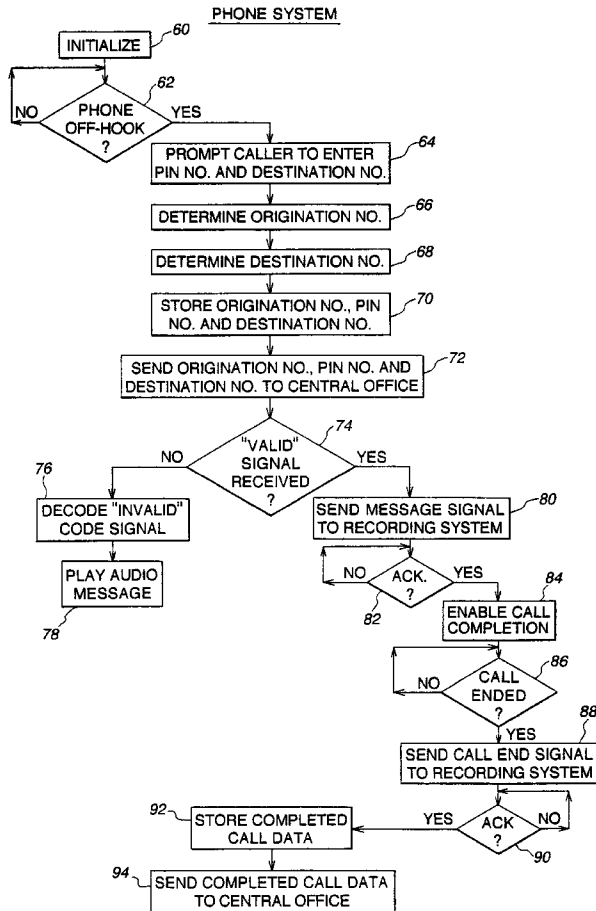 PHONE SYSTEM
INITIALIZE
60
62
NO
PHONE
OFF-HOOK
?
YES
PROMPT CALLER TO ENTER
PIN NO. AND DESTINATION NO.
64
DETERMINE ORIGINATION NO.
66
DETERMINE DESTINATION NO.
68
STORE ORIGINATION NO., PIN
NO. AND DESTINATION NO.
70
SEND ORIGINATION NO., PIN NO. AND
DESTINATION NO. TO CENTRAL OFFICE
72
74
NO
"VALID"
SIGNAL
RECEIVED
?
YES
76
DECODE "INVALID"
CODE SIGNAL
PLAY AUDIO
MESSAGE
78
SEND MESSAGE SIGNAL
TO RECORDING SYSTEM
80
NO
ACK.
?
YES
82
84
ENABLE CALL
COMPLETION
86
CALL
ENDED
?
NO
YES
88
SEND CALL END SIGNAL
TO RECORDING SYSTEM
YES
ACK
?
NO
90
92
STORE COMPLETED
CALL DATA
94
SEND COMPLETED CALL DATA
TO CENTRAL OFFICE